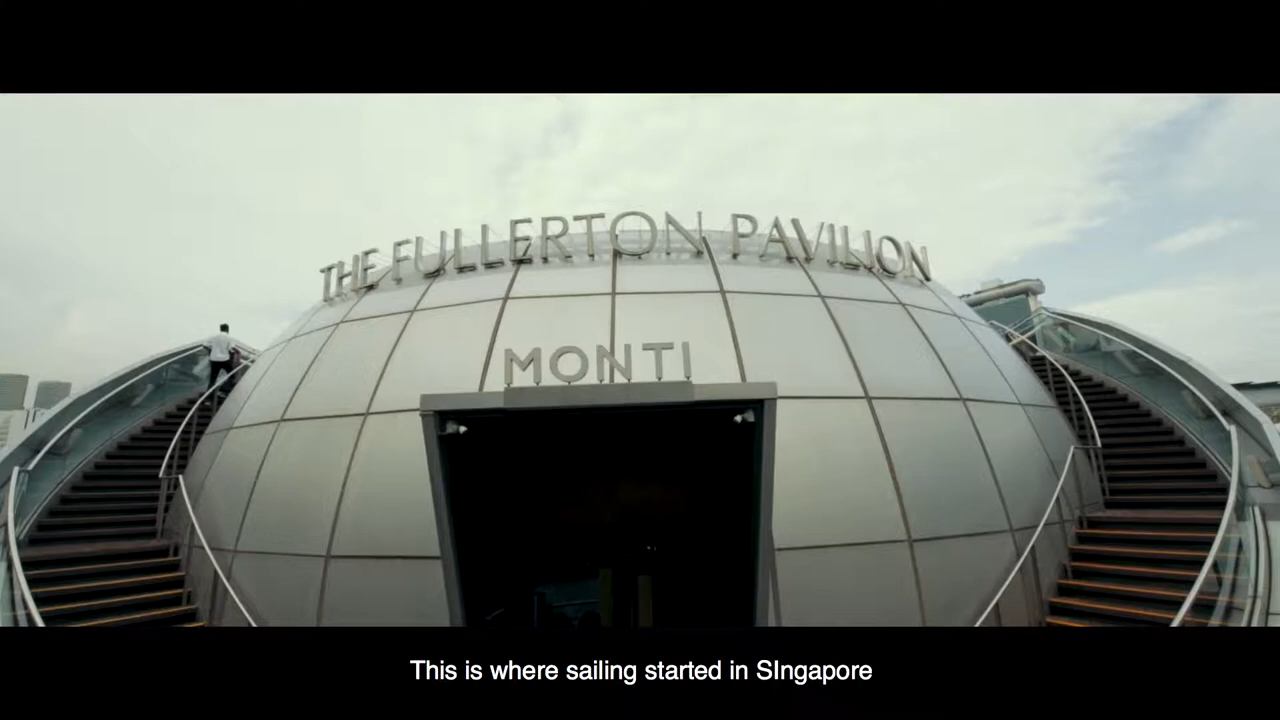 THE FULLERTON PAVILION
MONTI
This is where sailing started in SIngapore